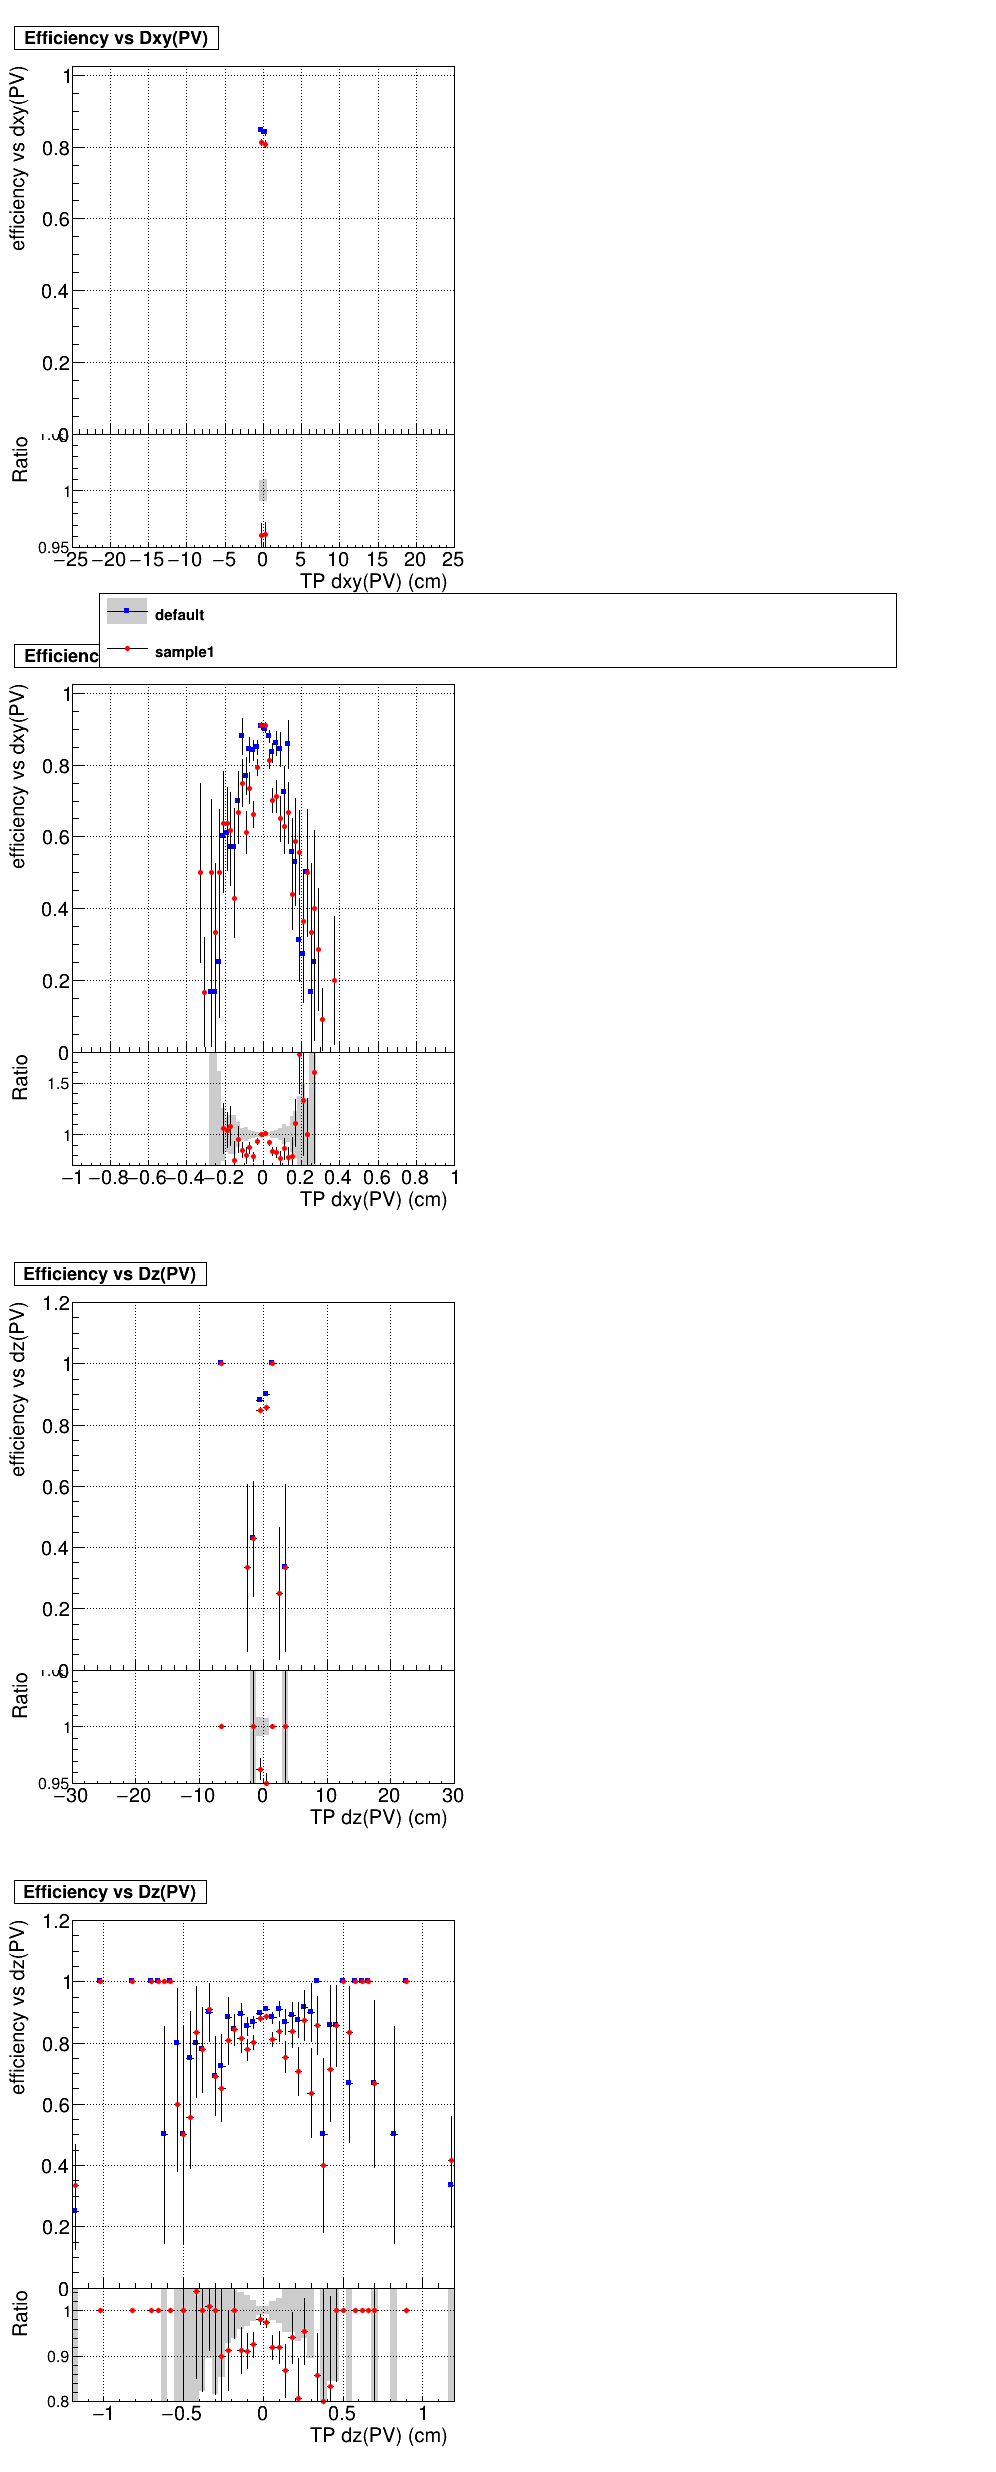 Efficiency vs Dxy(PV)
efficiency vs dxy(PV)
1
0.8
0.6
0.4
0.2
0
Ratio
1
0.95
−25 −20 −15 −10 −5 0 5 10 15 20 25
TP dxy(PV) (cm)
default
sample1
Efficienc
efficiency vs dxy(PV)
1
0.8
0.6
0.4
0.2
0
Ratio
1.5
1
−1 −0.8 −0.6 −0.4 −0.2 0 0.2 0.4 0.6 0.8 1
TP dxy(PV) (cm)
Efficiency vs Dz(PV)
efficiency vs dz(PV)
1.2
1
0.8
0.6
0.4
0.2
0
Ratio
1
0.95
−30 −20 −10 0 10 20 30
TP dz(PV) (cm)
Efficiency vs Dz(PV)
efficiency vs dz(PV)
1.2
1
0.8
0.6
0.4
0.2
0
Ratio
1
0.9
0.8
−1 −0.5 0 0.5 1
TP dz(PV) (cm)